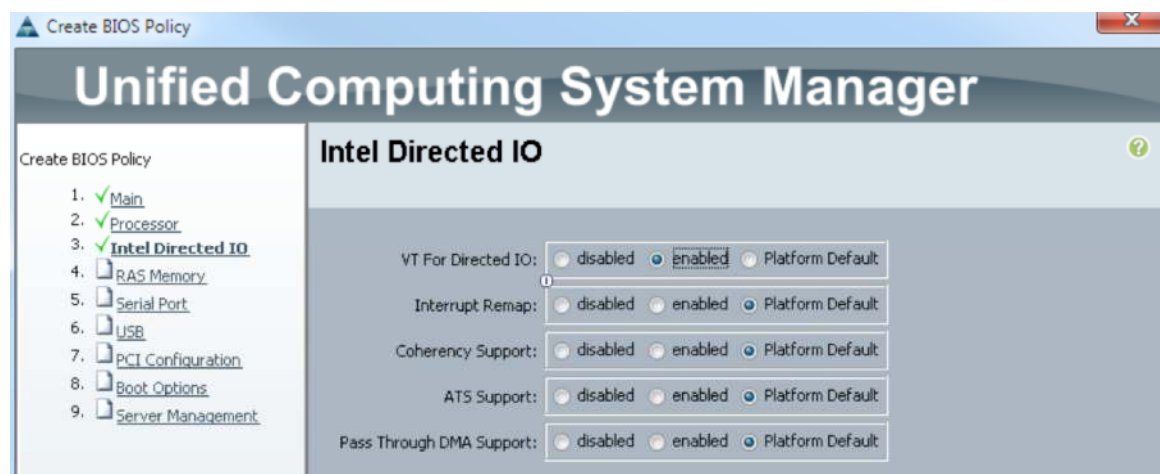 Create BIOS Policy
X
Unified Computing System Manager
Create BIOS Policy
1. Main
2. Processor
3. Intel Directed IO
4. RAS Memory
5. Serial Port
6. USB
7. PCI Configuration
8. Boot Options
9. Server Management
Intel Directed IO
?
VT For Directed IO: disabled enabled Platform Default
Interrupt Remap: disabled enabled Platform Default
Coherency Support: disabled enabled Platform Default
ATS Support: disabled enabled Platform Default
Pass Through DMA Support: disabled enabled Platform Default